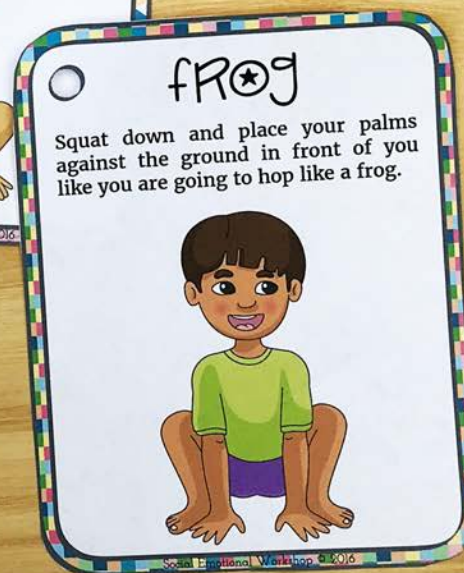 fROg
Squat down and place your palms
against the ground in front of you
like you are going to hop like a frog.
Social Emotional Workshop © 2016
2016